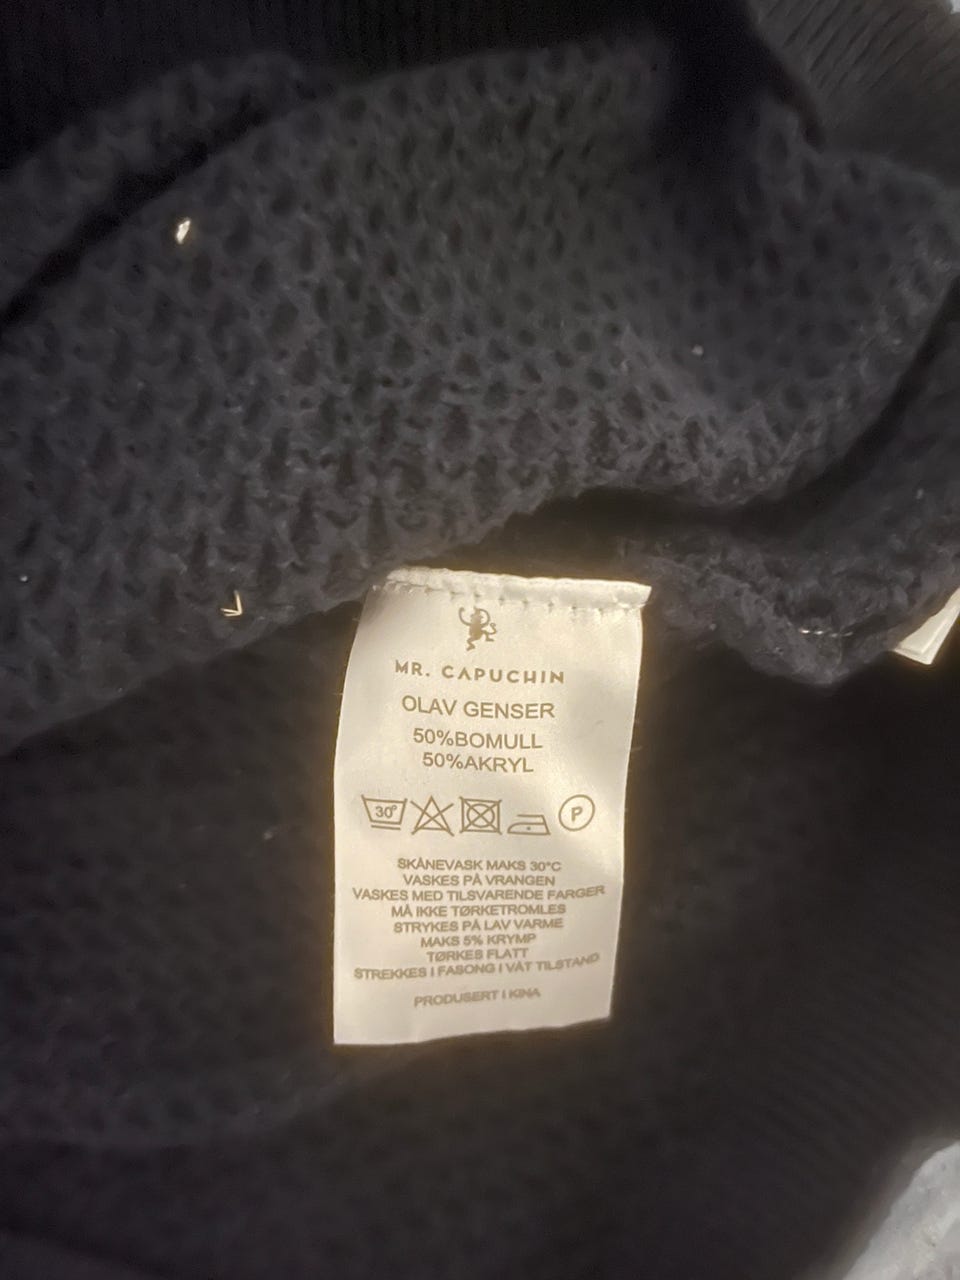 MR. CAPUCHIN
OLAV GENSER
50%BOMULL
50%AKRYL
30° P
SKÅNEVASK MAKS 30°C
VASKES PÅ VRANGEN
VASKES MED TILSVARENDE FARGER
MÅ IKKE TØRKETROMLES
STRYKES PÅ LAV VARME
MAKS 5% KRYMP
TØRKES FLATT
STREKKES I FASONG I VÅT TILSTAND
PRODUSERT I KINA